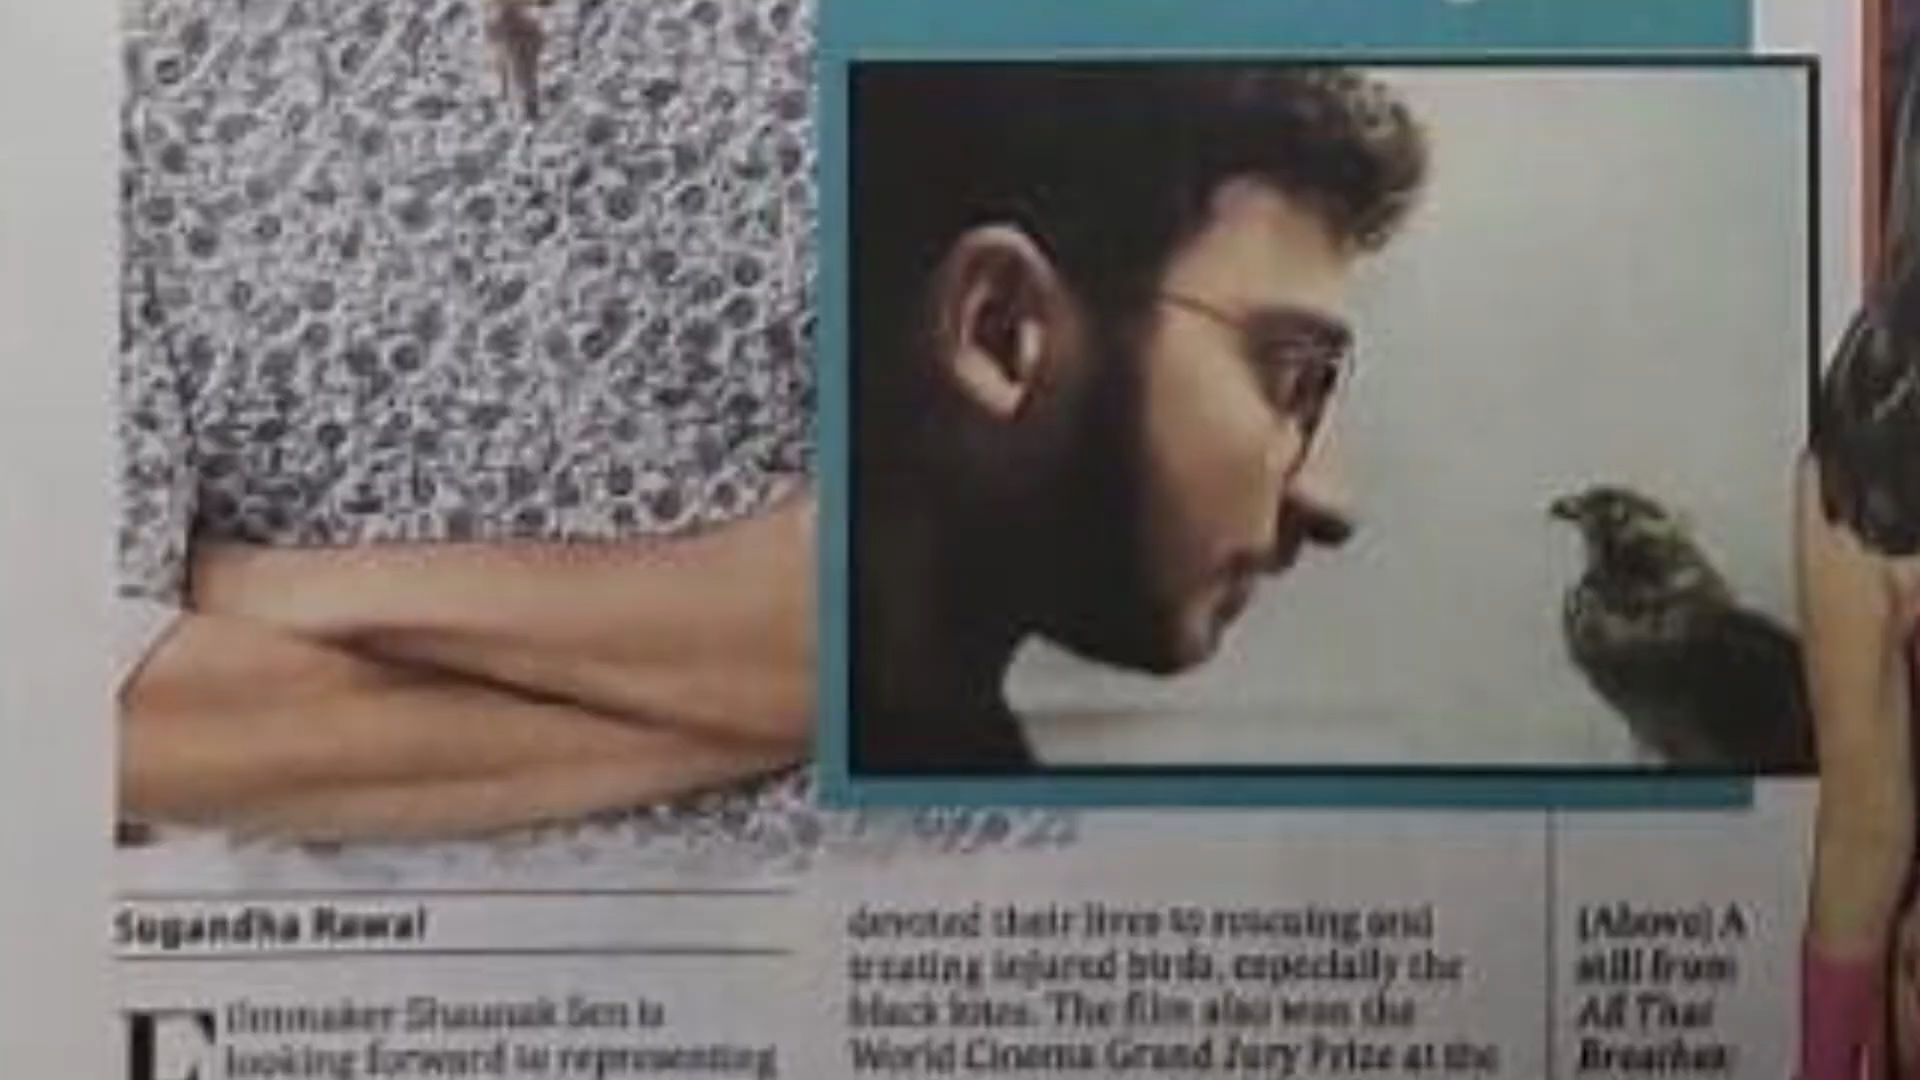 Sugandha Rawal
Filmmaker Shaunak Sen is
looking forward to representing
devoted their lives to rescuing and
treating injured birds, especially the
black kites. The film also won the
World Cinema Grand Jury Prize at the
(Above) A
still from
All That
Breathes